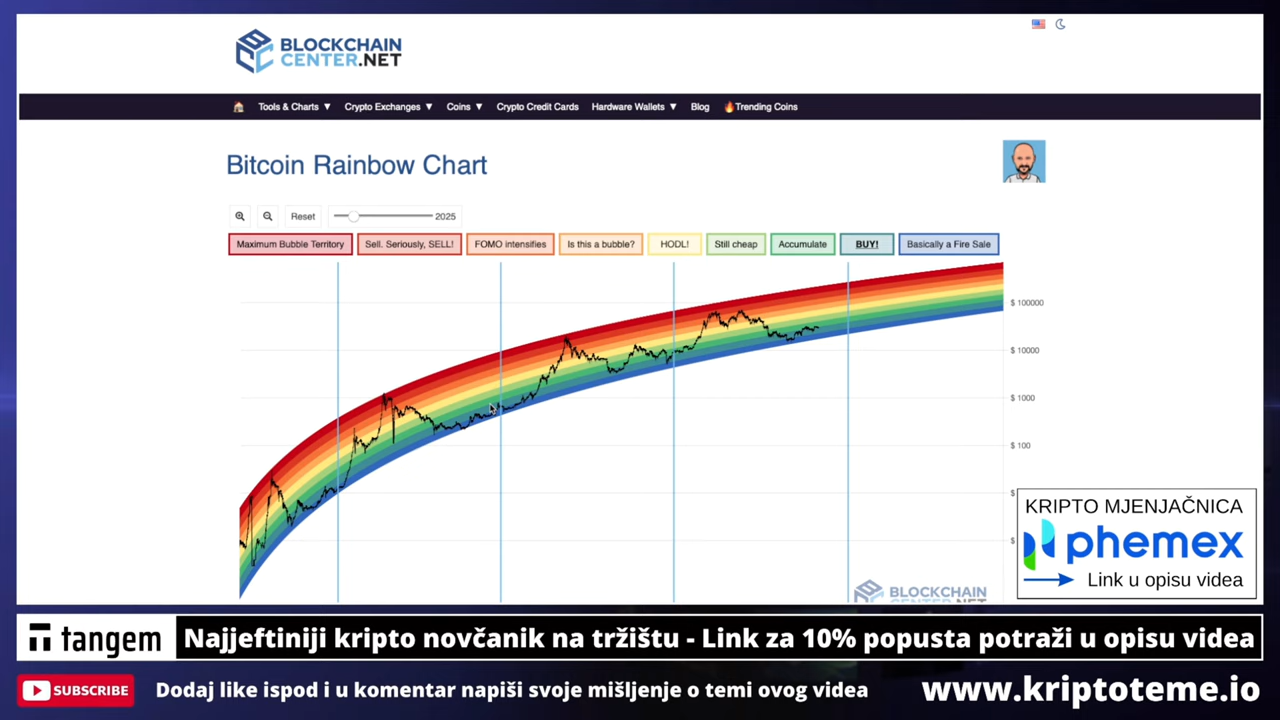 BLOCKCHAIN
CENTER.NET
Tools & Charts ▼ Crypto Exchanges ▼ Coins ▼ Crypto Credit Cards Hardware Wallets ▼ Blog 🔥Trending Coins
Bitcoin Rainbow Chart
Reset 2025
Maximum Bubble Territory Sell. Seriously, SELL! FOMO intensifies Is this a bubble? HODL! Still cheap Accumulate BUY! Basically a Fire Sale
$ 100000
$ 10000
$ 1000
$ 100
$
$
KRIPTO MJENJAČNICA
phemex
Link u opisu videa
BLOCKCHAIN
CENTER.NET
tangem Najjeftiniji kripto novčanik na tržištu - Link za 10% popusta potraži u opisu videa
SUBSCRIBE Dodaj like ispod i u komentar napiši svoje mišljenje o temi ovog videa www.kriptoteme.io